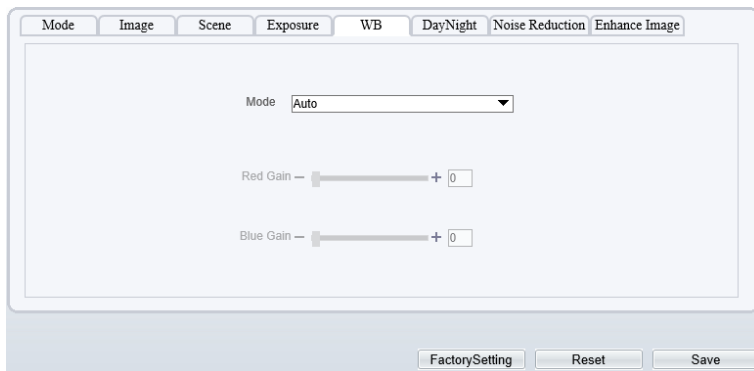 Mode Image Scene Exposure WB DayNight Noise Reduction Enhance Image
Mode Auto
Red Gain − + 0
Blue Gain − + 0
FactorySetting Reset Save